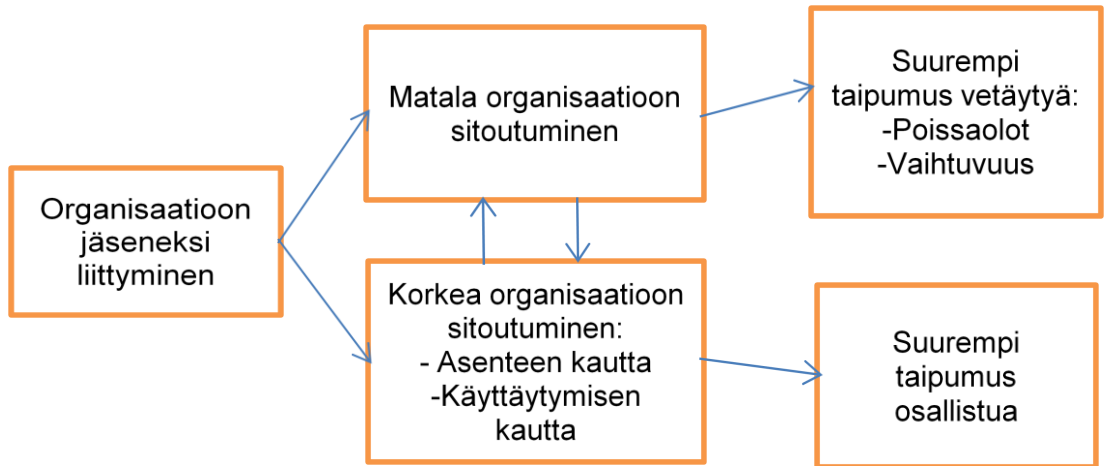 Organisaatioon
jäseneksi
liittyminen
Matala organisaatioon
sitoutuminen
Korkea organisaatioon
sitoutuminen:
- Asenteen kautta
-Käyttäytymisen
kautta
Suurempi
taipumus vetäytyä:
-Poissaolot
-Vaihtuvuus
Suurempi
taipumus
osallistua